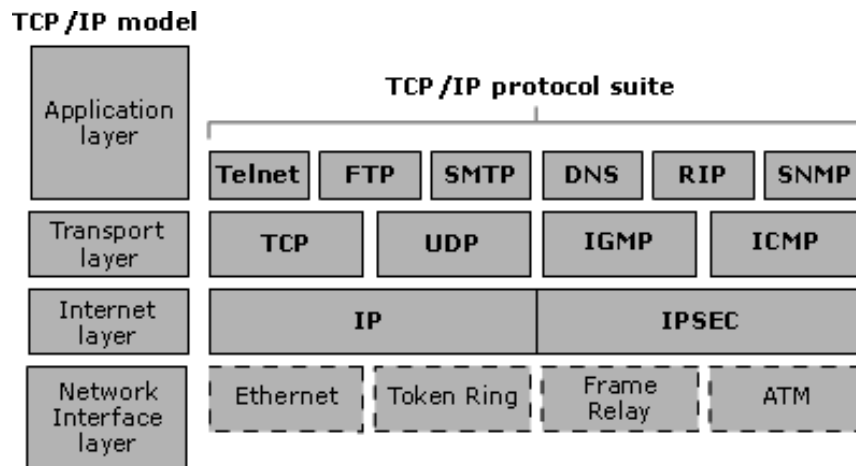 TCP/IP model
TCP/IP protocol suite
Application
layer
Telnet FTP SMTP DNS RIP SNMP
Transport
layer
TCP UDP IGMP ICMP
Internet
layer
IP IPSEC
Network
Interface
layer
Ethernet Token Ring Frame
Relay ATM